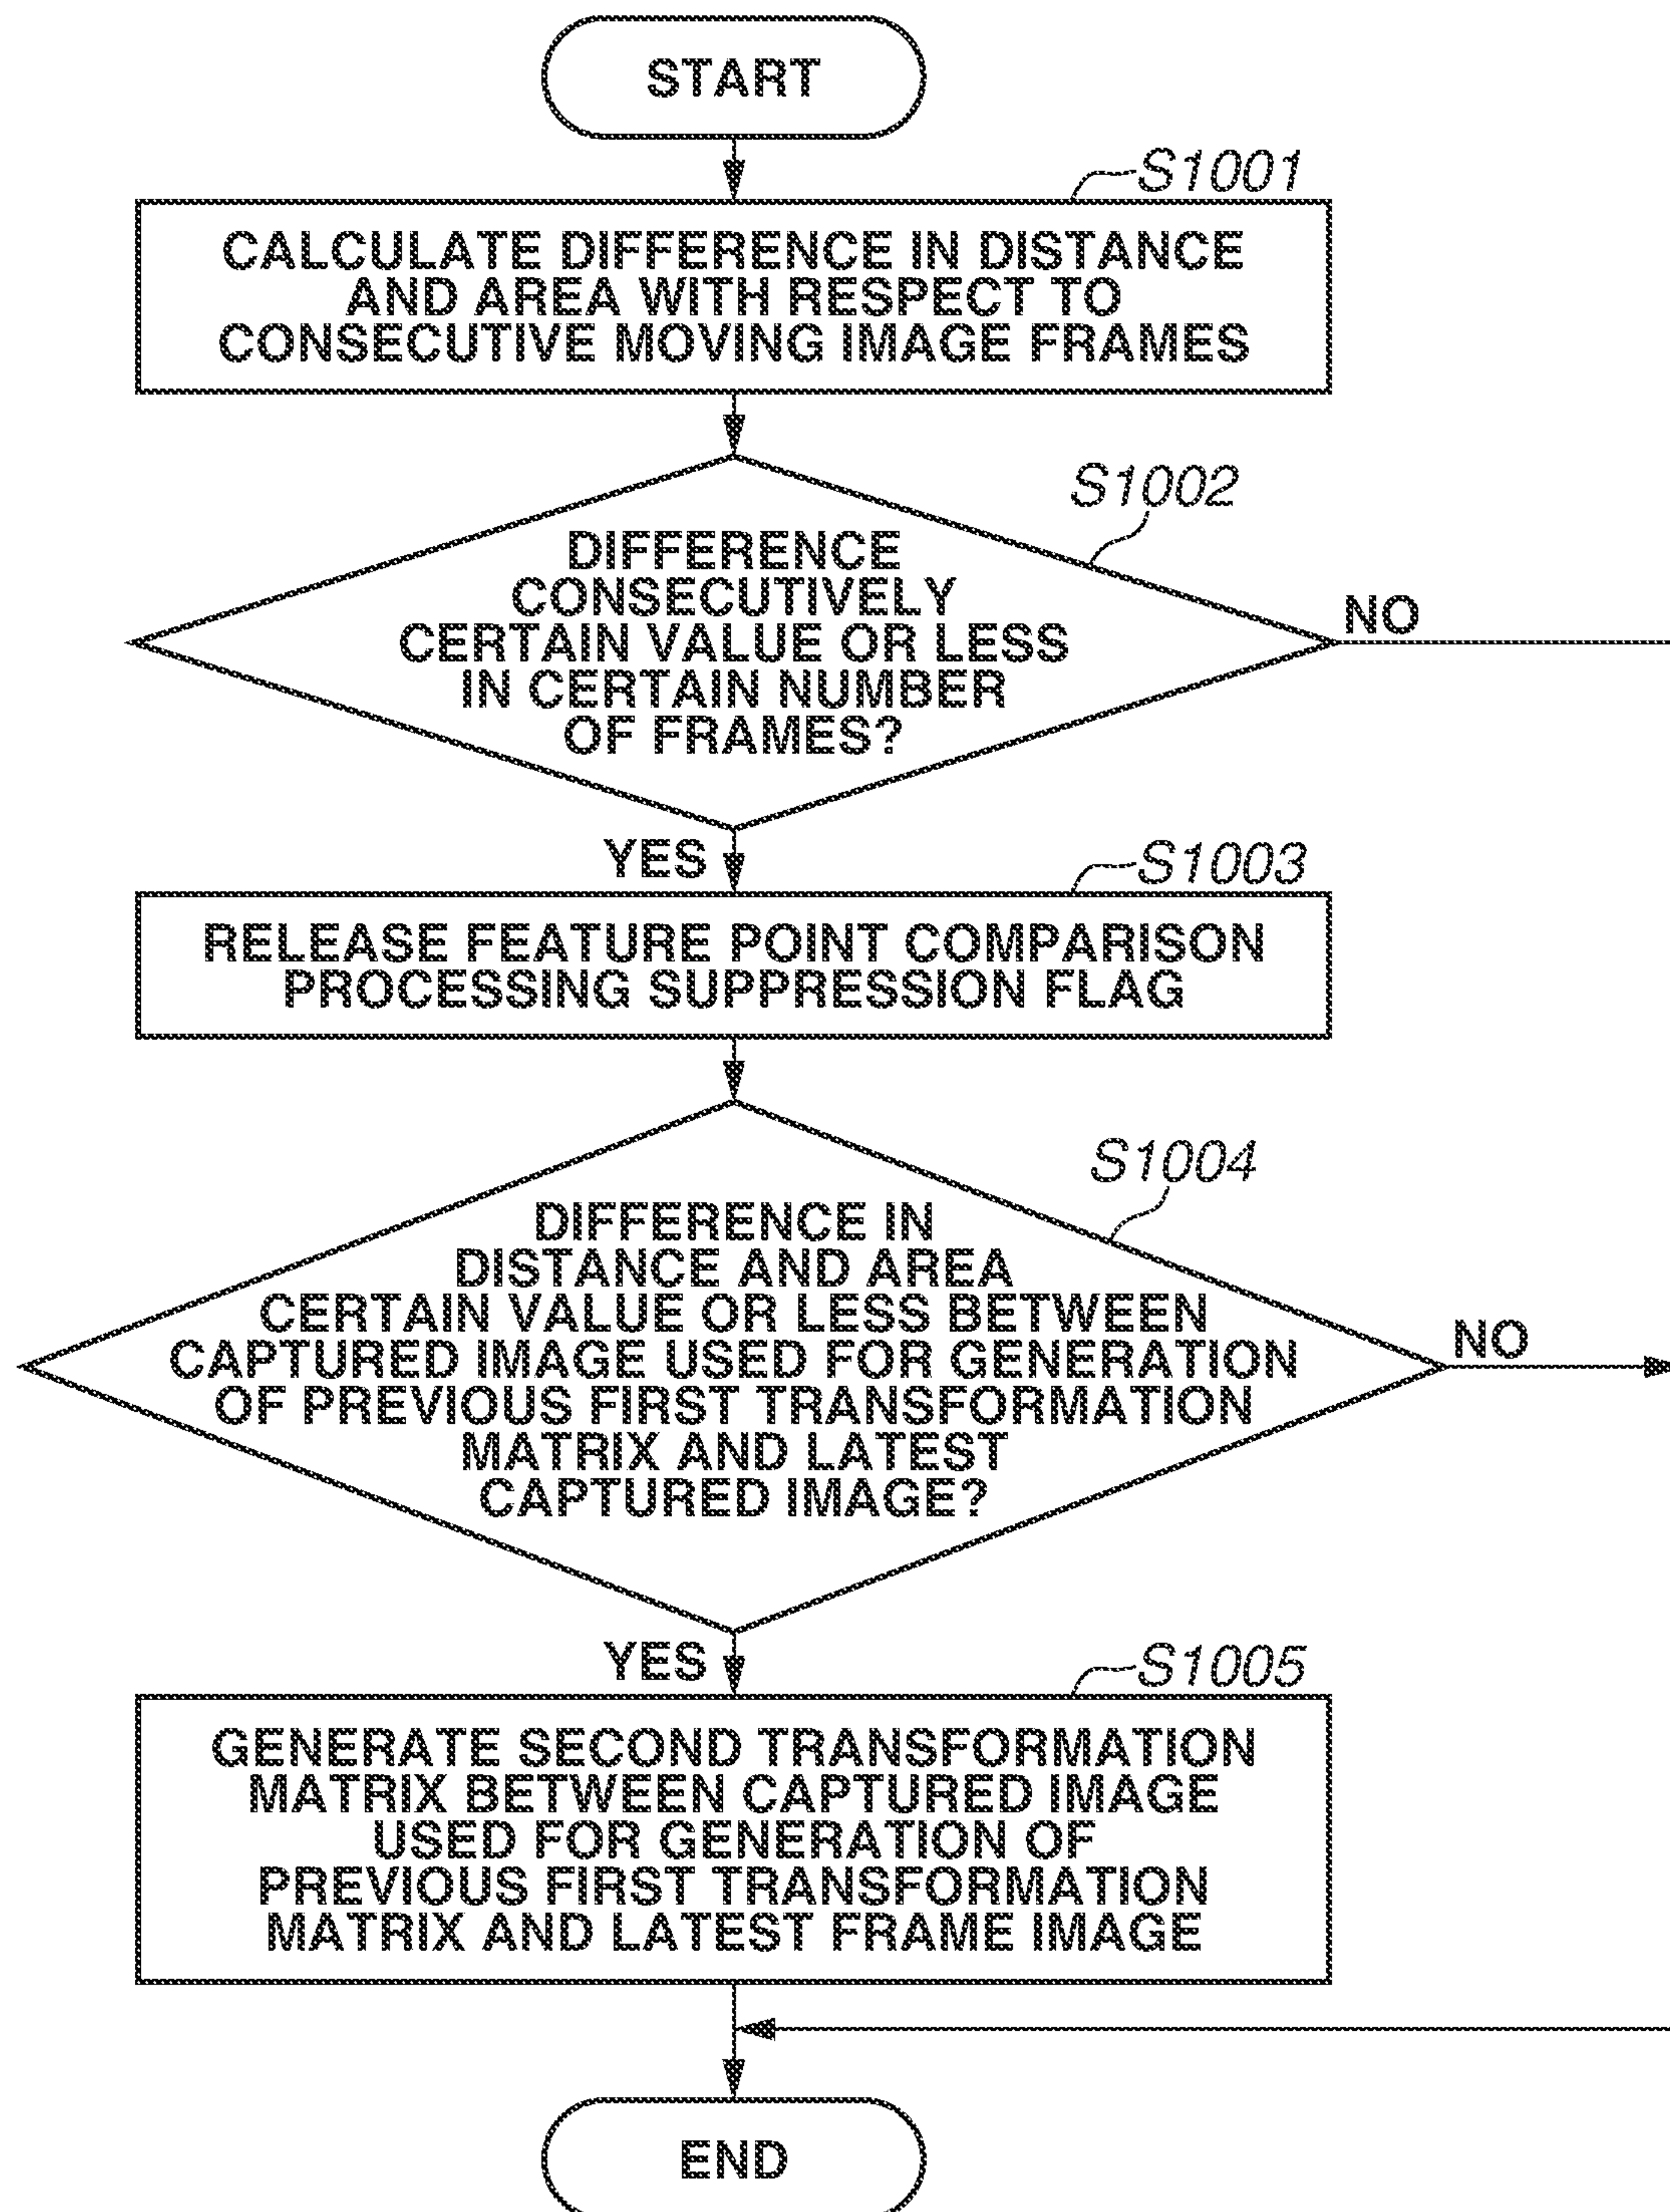 START
S1001
CALCULATE DIFFERENCE IN DISTANCE
AND AREA WITH RESPECT TO
CONSECUTIVE MOVING IMAGE FRAMES
S1002
DIFFERENCE
CONSECUTIVELY
CERTAIN VALUE OR LESS
IN CERTAIN NUMBER
OF FRAMES?
NO
YES
S1003
RELEASE FEATURE POINT COMPARISON
PROCESSING SUPPRESSION FLAG
S1004
DIFFERENCE IN
DISTANCE AND AREA
CERTAIN VALUE OR LESS BETWEEN
CAPTURED IMAGE USED FOR GENERATION
OF PREVIOUS FIRST TRANSFORMATION
MATRIX AND LATEST
CAPTURED IMAGE?
NO
YES
S1005
GENERATE SECOND TRANSFORMATION
MATRIX BETWEEN CAPTURED IMAGE
USED FOR GENERATION OF
PREVIOUS FIRST TRANSFORMATION
MATRIX AND LATEST FRAME IMAGE
END